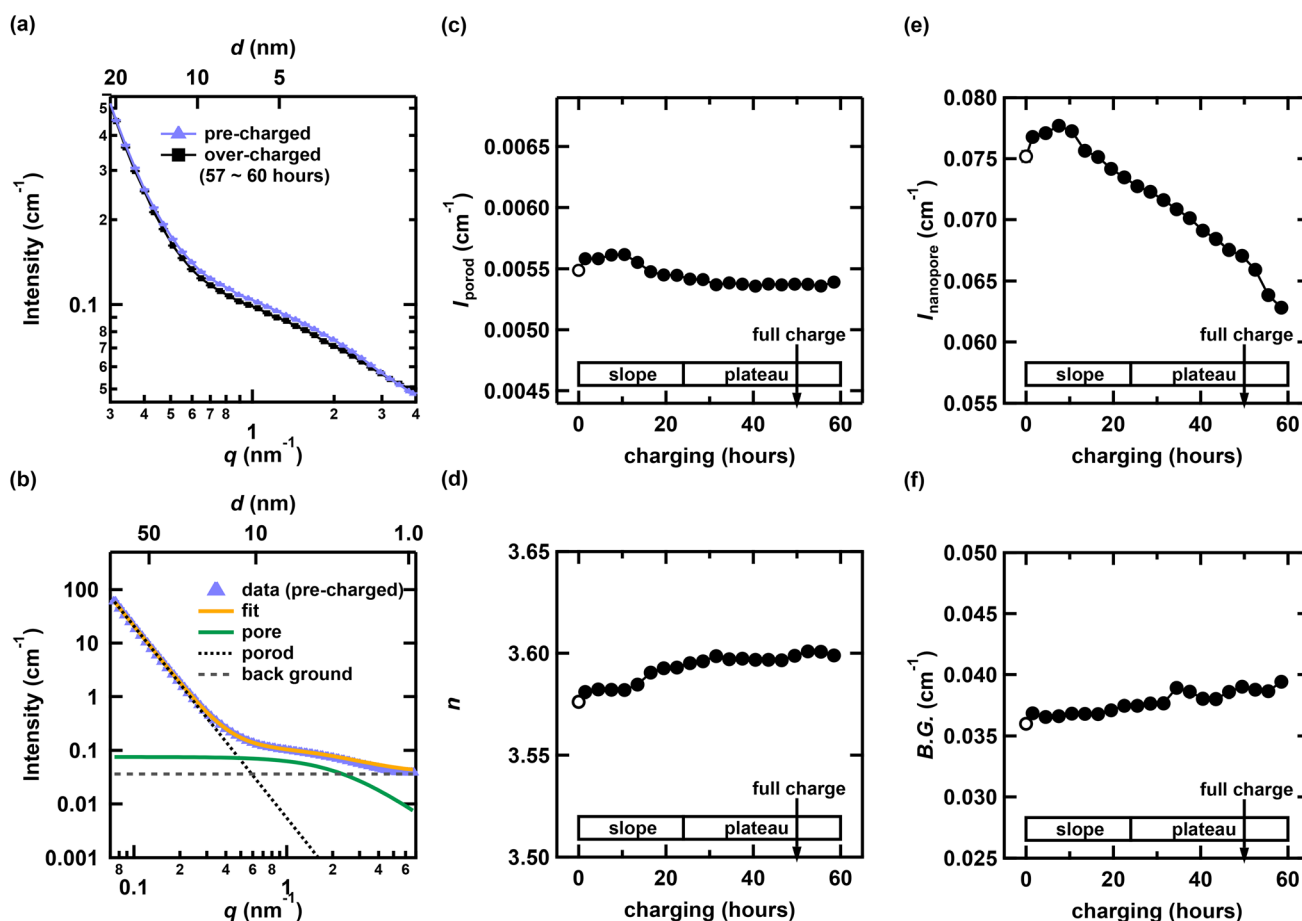 (a)
d (nm)
20 10 5
5
4
3
2
0.1
8
7
6
5
Intensity (cm⁻¹)
pre-charged
over-charged
(57 ~ 60 hours)
3 4 5 6 7 8 1 2 3 4
q (nm⁻¹)
(b)
d (nm)
50 10 1.0
100
10
1
0.1
0.01
0.001
Intensity (cm⁻¹)
data (pre-charged)
fit
pore
porod
back ground
8 0.1 2 4 6 8 1 2 4 6
q (nm⁻¹)
(c)
0.0065
0.0060
0.0055
0.0050
0.0045
I porod (cm⁻¹)
full charge
slope plateau
0 20 40 60
charging (hours)
(d)
3.65
3.60
3.55
3.50
n
full charge
slope plateau
0 20 40 60
charging (hours)
(e)
0.080
0.075
0.070
0.065
0.060
0.055
I nanopore (cm⁻¹)
full charge
slope plateau
0 20 40 60
charging (hours)
(f)
0.050
0.045
0.040
0.035
0.030
0.025
B.G. (cm⁻¹)
full charge
slope plateau
0 20 40 60
charging (hours)